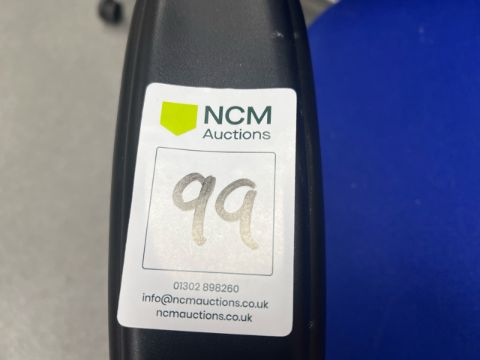 NCM
Auctions
99
01302 898260
info@ncmauctions.co.uk
ncmauctions.co.uk